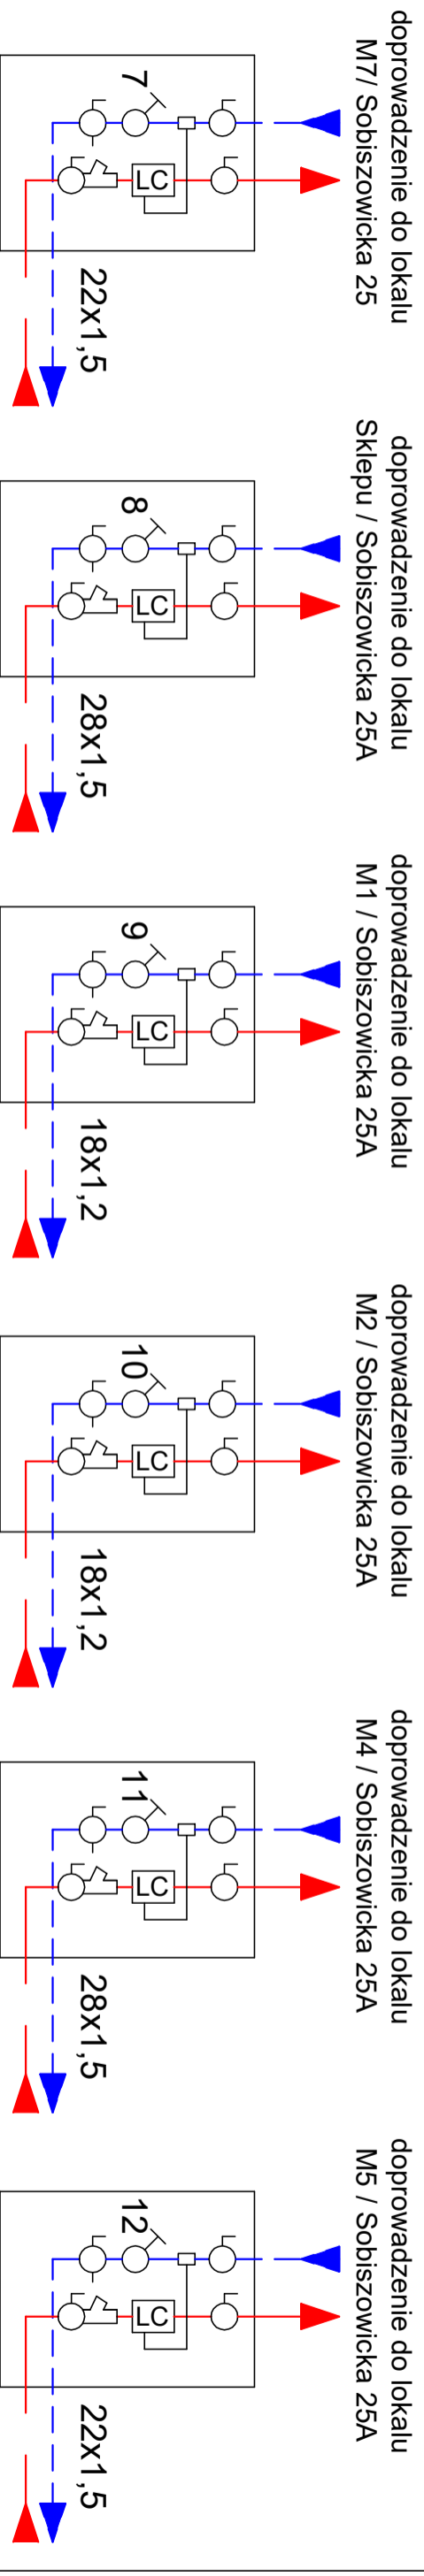 doprowadzenie do lokalu
M7/ Sobiszowicka 25
7
LC
22x1,5
doprowadzenie do lokalu
Sklepu / Sobiszowicka 25A
8
LC
28x1,5
doprowadzenie do lokalu
M1 / Sobiszowicka 25A
9
LC
18x1,2
doprowadzenie do lokalu
M2 / Sobiszowicka 25A
10
LC
18x1,2
doprowadzenie do lokalu
M4 / Sobiszowicka 25A
11
LC
28x1,5
doprowadzenie do lokalu
M5 / Sobiszowicka 25A
12
LC
22x1,5